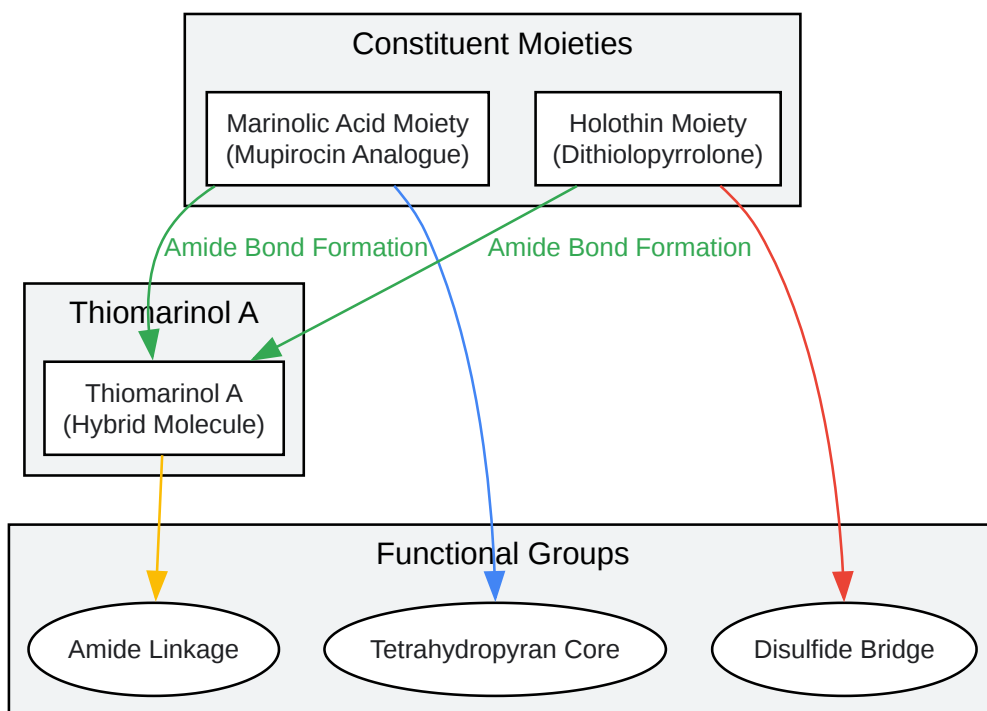 Constituent Moieties
Marinolic Acid Moiety
(Mupirocin Analogue)
Holothin Moiety
(Dithiolopyrrolone)
Amide Bond Formation
Amide Bond Formation
Thiomarinol A
Thiomarinol A
(Hybrid Molecule)
Functional Groups
Amide Linkage
Tetrahydropyran Core
Disulfide Bridge